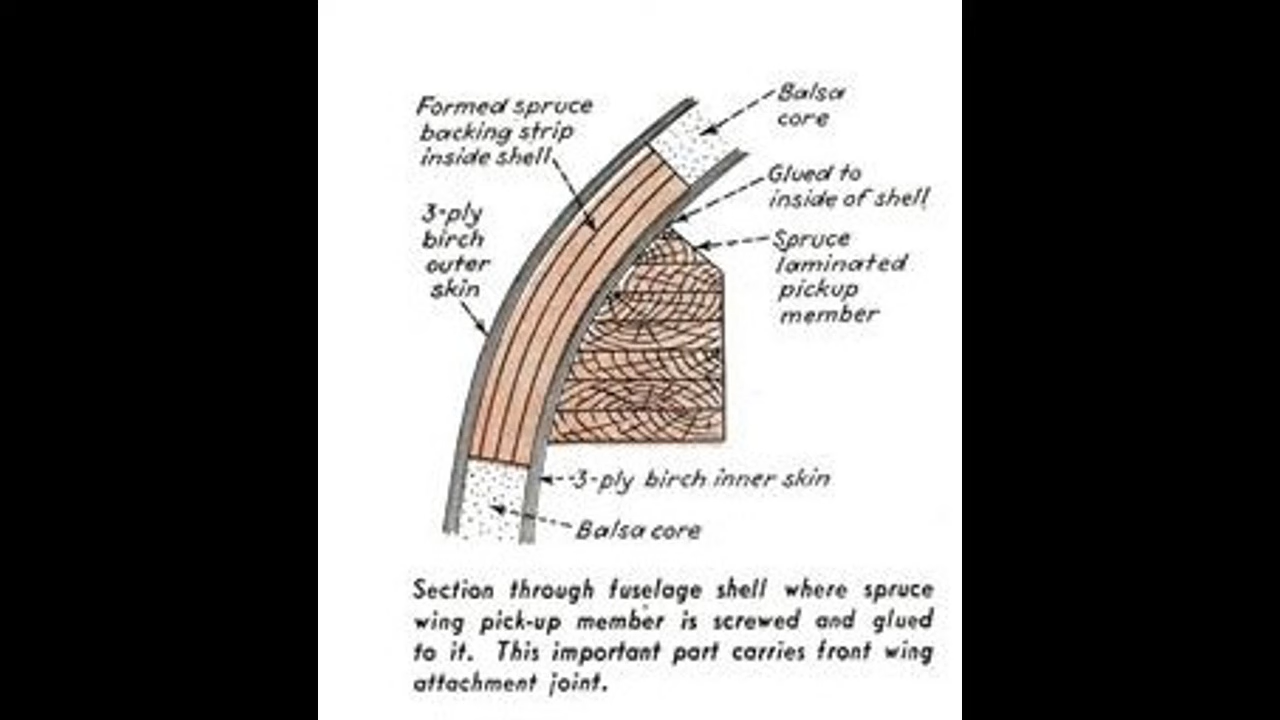 Formed spruce
backing strip
inside shell
Balsa
core
Glued to
inside of shell
3-ply
birch
outer
skin
Spruce
laminated
pickup
member
3-ply birch inner skin
Balsa core
Section through fuselage shell where spruce
wing pick-up member is screwed and glued
to it. This important part carries front wing
attachment joint.